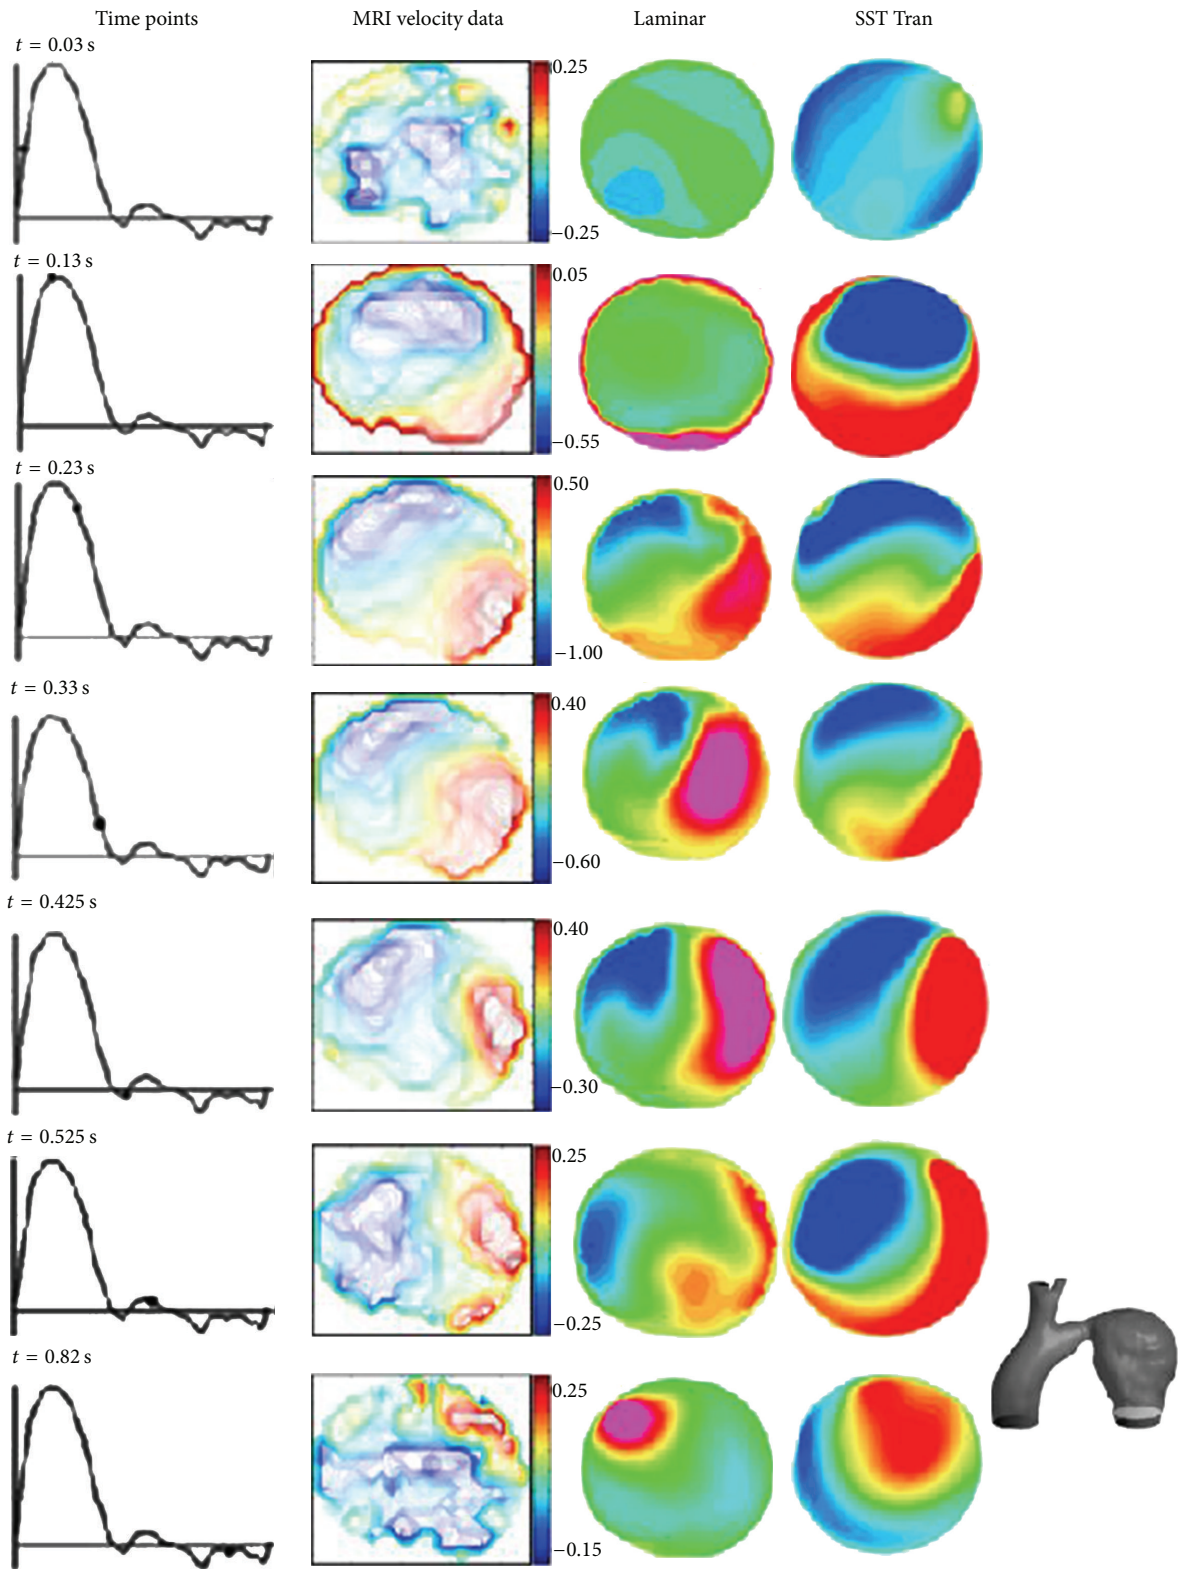 Time points MRI velocity data Laminar SST Tran
t = 0.03 s
0.25
−0.25
t = 0.13 s
0.05
−0.55
t = 0.23 s
0.50
−1.00
t = 0.33 s
0.40
−0.60
t = 0.425 s
0.40
−0.30
t = 0.525 s
0.25
−0.25
t = 0.82 s
0.25
−0.15